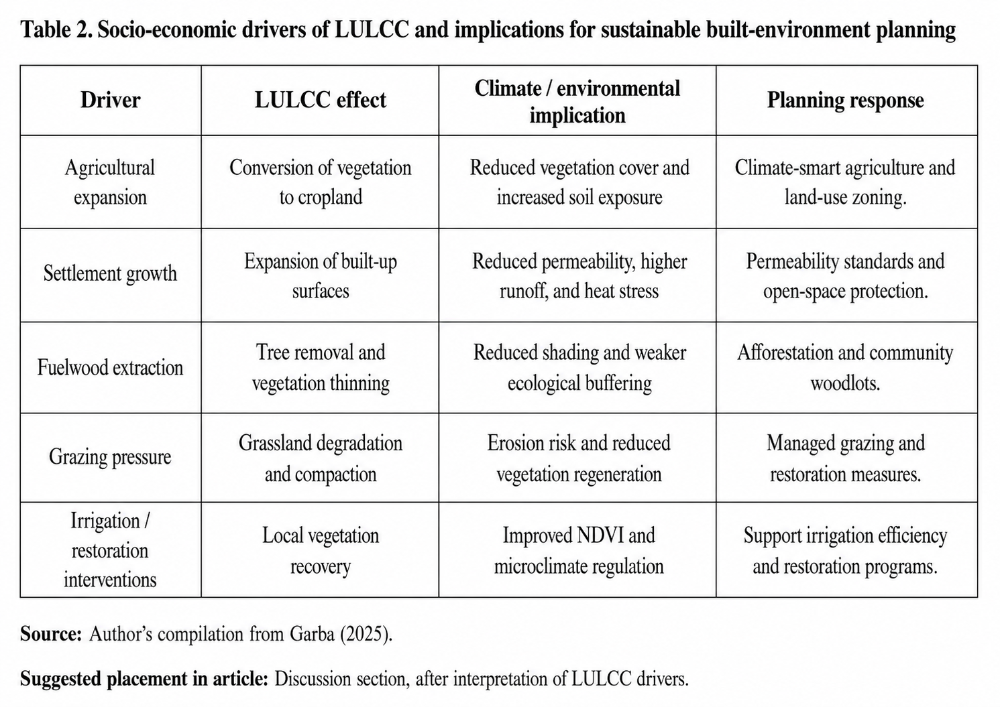 Table 2. Socio-economic drivers of LULCC and implications for sustainable built-environment planning
Driver
LULCC effect
Climate / environmental
implication
Planning response
Agricultural
expansion
Conversion of vegetation
to cropland
Reduced vegetation cover and
increased soil exposure
Climate-smart agriculture and
land-use zoning.
Settlement growth
Expansion of built-up
surfaces
Reduced permeability, higher
runoff, and heat stress
Permeability standards and
open-space protection.
Fuelwood extraction
Tree removal and
vegetation thinning
Reduced shading and weaker
ecological buffering
Afforestation and community
woodlots.
Grazing pressure
Grassland degradation
and compaction
Erosion risk and reduced
vegetation regeneration
Managed grazing and
restoration measures.
Irrigation /
restoration
interventions
Local vegetation
recovery
Improved NDVI and
microclimate regulation
Support irrigation efficiency
and restoration programs.
Source: Author’s compilation from Garba (2025).
Suggested placement in article: Discussion section, after interpretation of LULCC drivers.